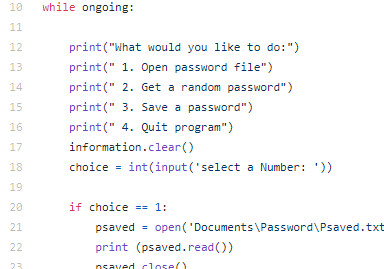 10 while ongoing:
11
12 print("What would you like to do:")
13 print(" 1. Open password file")
14 print(" 2. Get a random password")
15 print(" 3. Save a password")
16 print(" 4. Quit program")
17 information.clear()
18 choice = int(input('select a Number: '))
19
20 if choice == 1:
21 psaved = open('Documents\Password\Psaved.txt
22 print (psaved.read())
23 psaved.close()